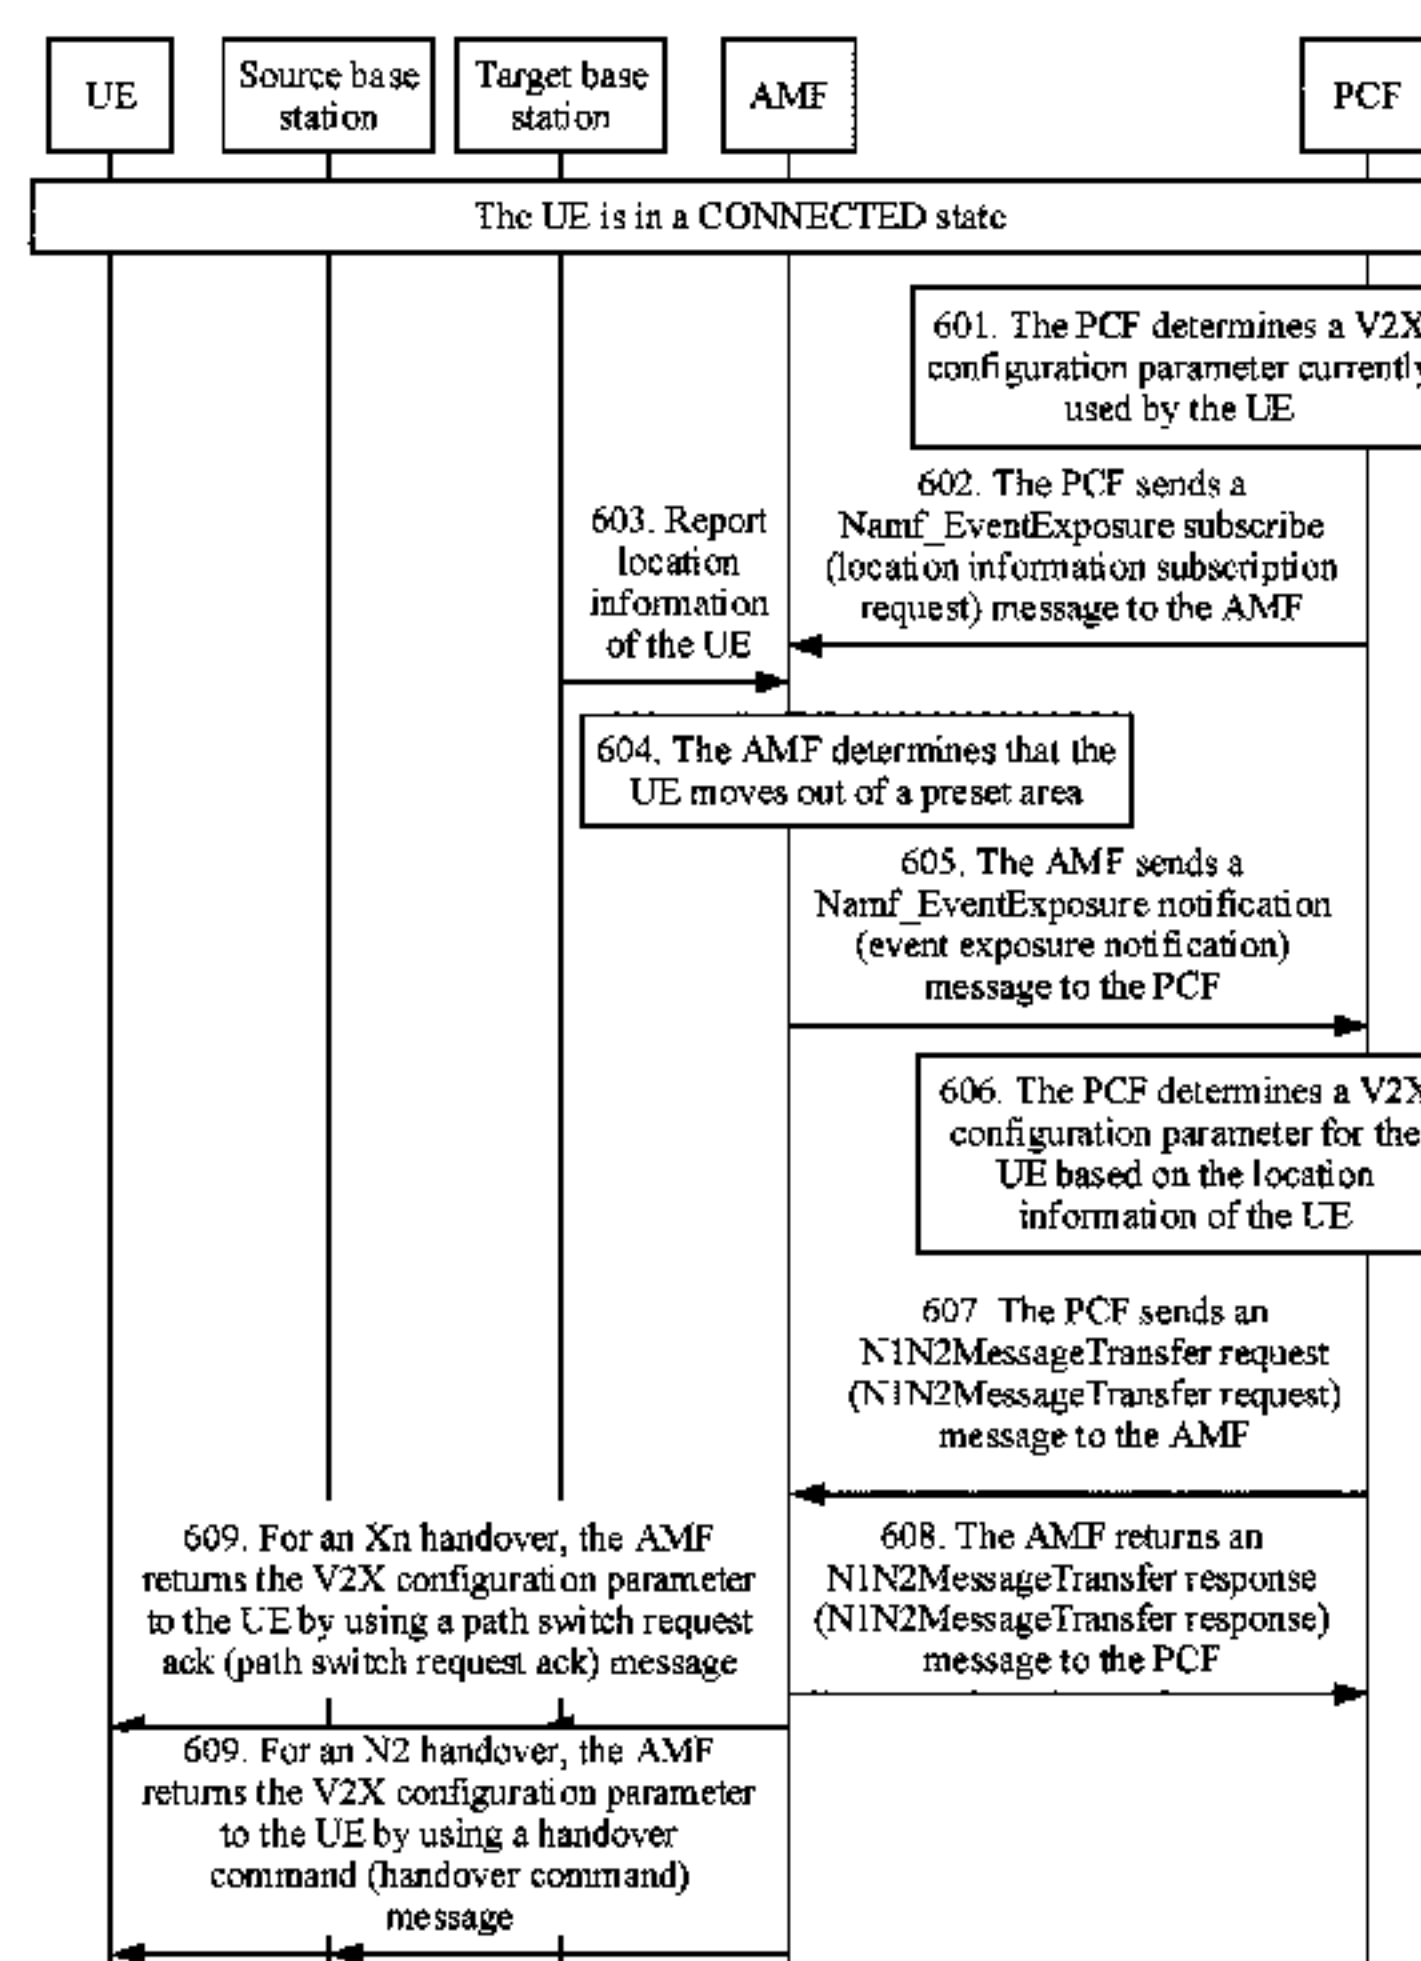 UE
Source base
station
Target base
station
AMF
PCF
The UE is in a CONNECTED state
601. The PCF determines a V2X
configuration parameter currently
used by the UE
602. The PCF sends a
Namf_EventExposure subscribe
(location information subscription
request) message to the AMF
603. Report
location
information
of the UE
604. The AMF determines that the
UE moves out of a preset area
605. The AMF sends a
Namf_EventExposure notification
(event exposure notification)
message to the PCF
606. The PCF determines a V2X
configuration parameter for the
UE based on the location
information of the UE
607 The PCF sends an
N1N2MessageTransfer request
(N1N2MessageTransfer request)
message to the AMF
608. The AMF returns an
N1N2MessageTransfer response
(N1N2MessageTransfer response)
message to the PCF
609. For an Xn handover, the AMF
returns the V2X configuration parameter
to the UE by using a path switch request
ack (path switch request ack) message
609. For an N2 handover, the AMF
returns the V2X configuration parameter
to the UE by using a handover
command (handover command)
message